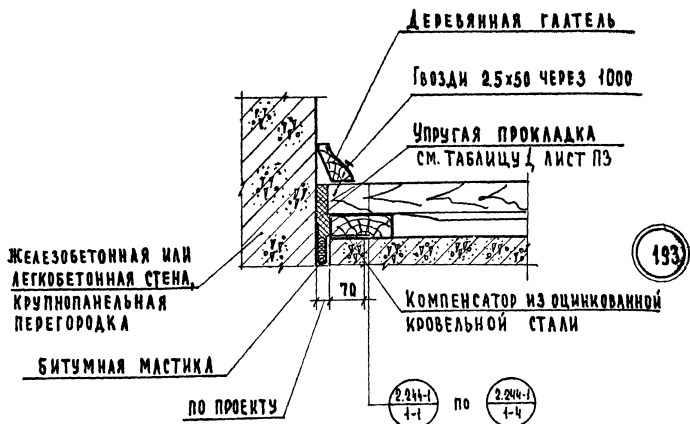 ДЕРЕВЯННАЯ ГАЛТЕЛЬ
ГВОЗДИ 2.5х50 ЧЕРЕЗ 1000
УПРУГАЯ ПРОКЛАДКА
СМ. ТАБЛИЦУ 1, ЛИСТ П3
193
ЖЕЛЕЗОБЕТОННАЯ ИЛИ
ЛЕГКОБЕТОННАЯ СТЕНА,
КРУПНОПАНЕЛЬНАЯ
ПЕРЕГОРОДКА
70
КОМПЕНСАТОР ИЗ ОЦИНКОВАННОЙ
КРОВЕЛЬНОЙ СТАЛИ
БИТУМНАЯ МАСТИКА
ПО ПРОЕКТУ
2.244-1
1-1
ПО
2.244-1
1-4